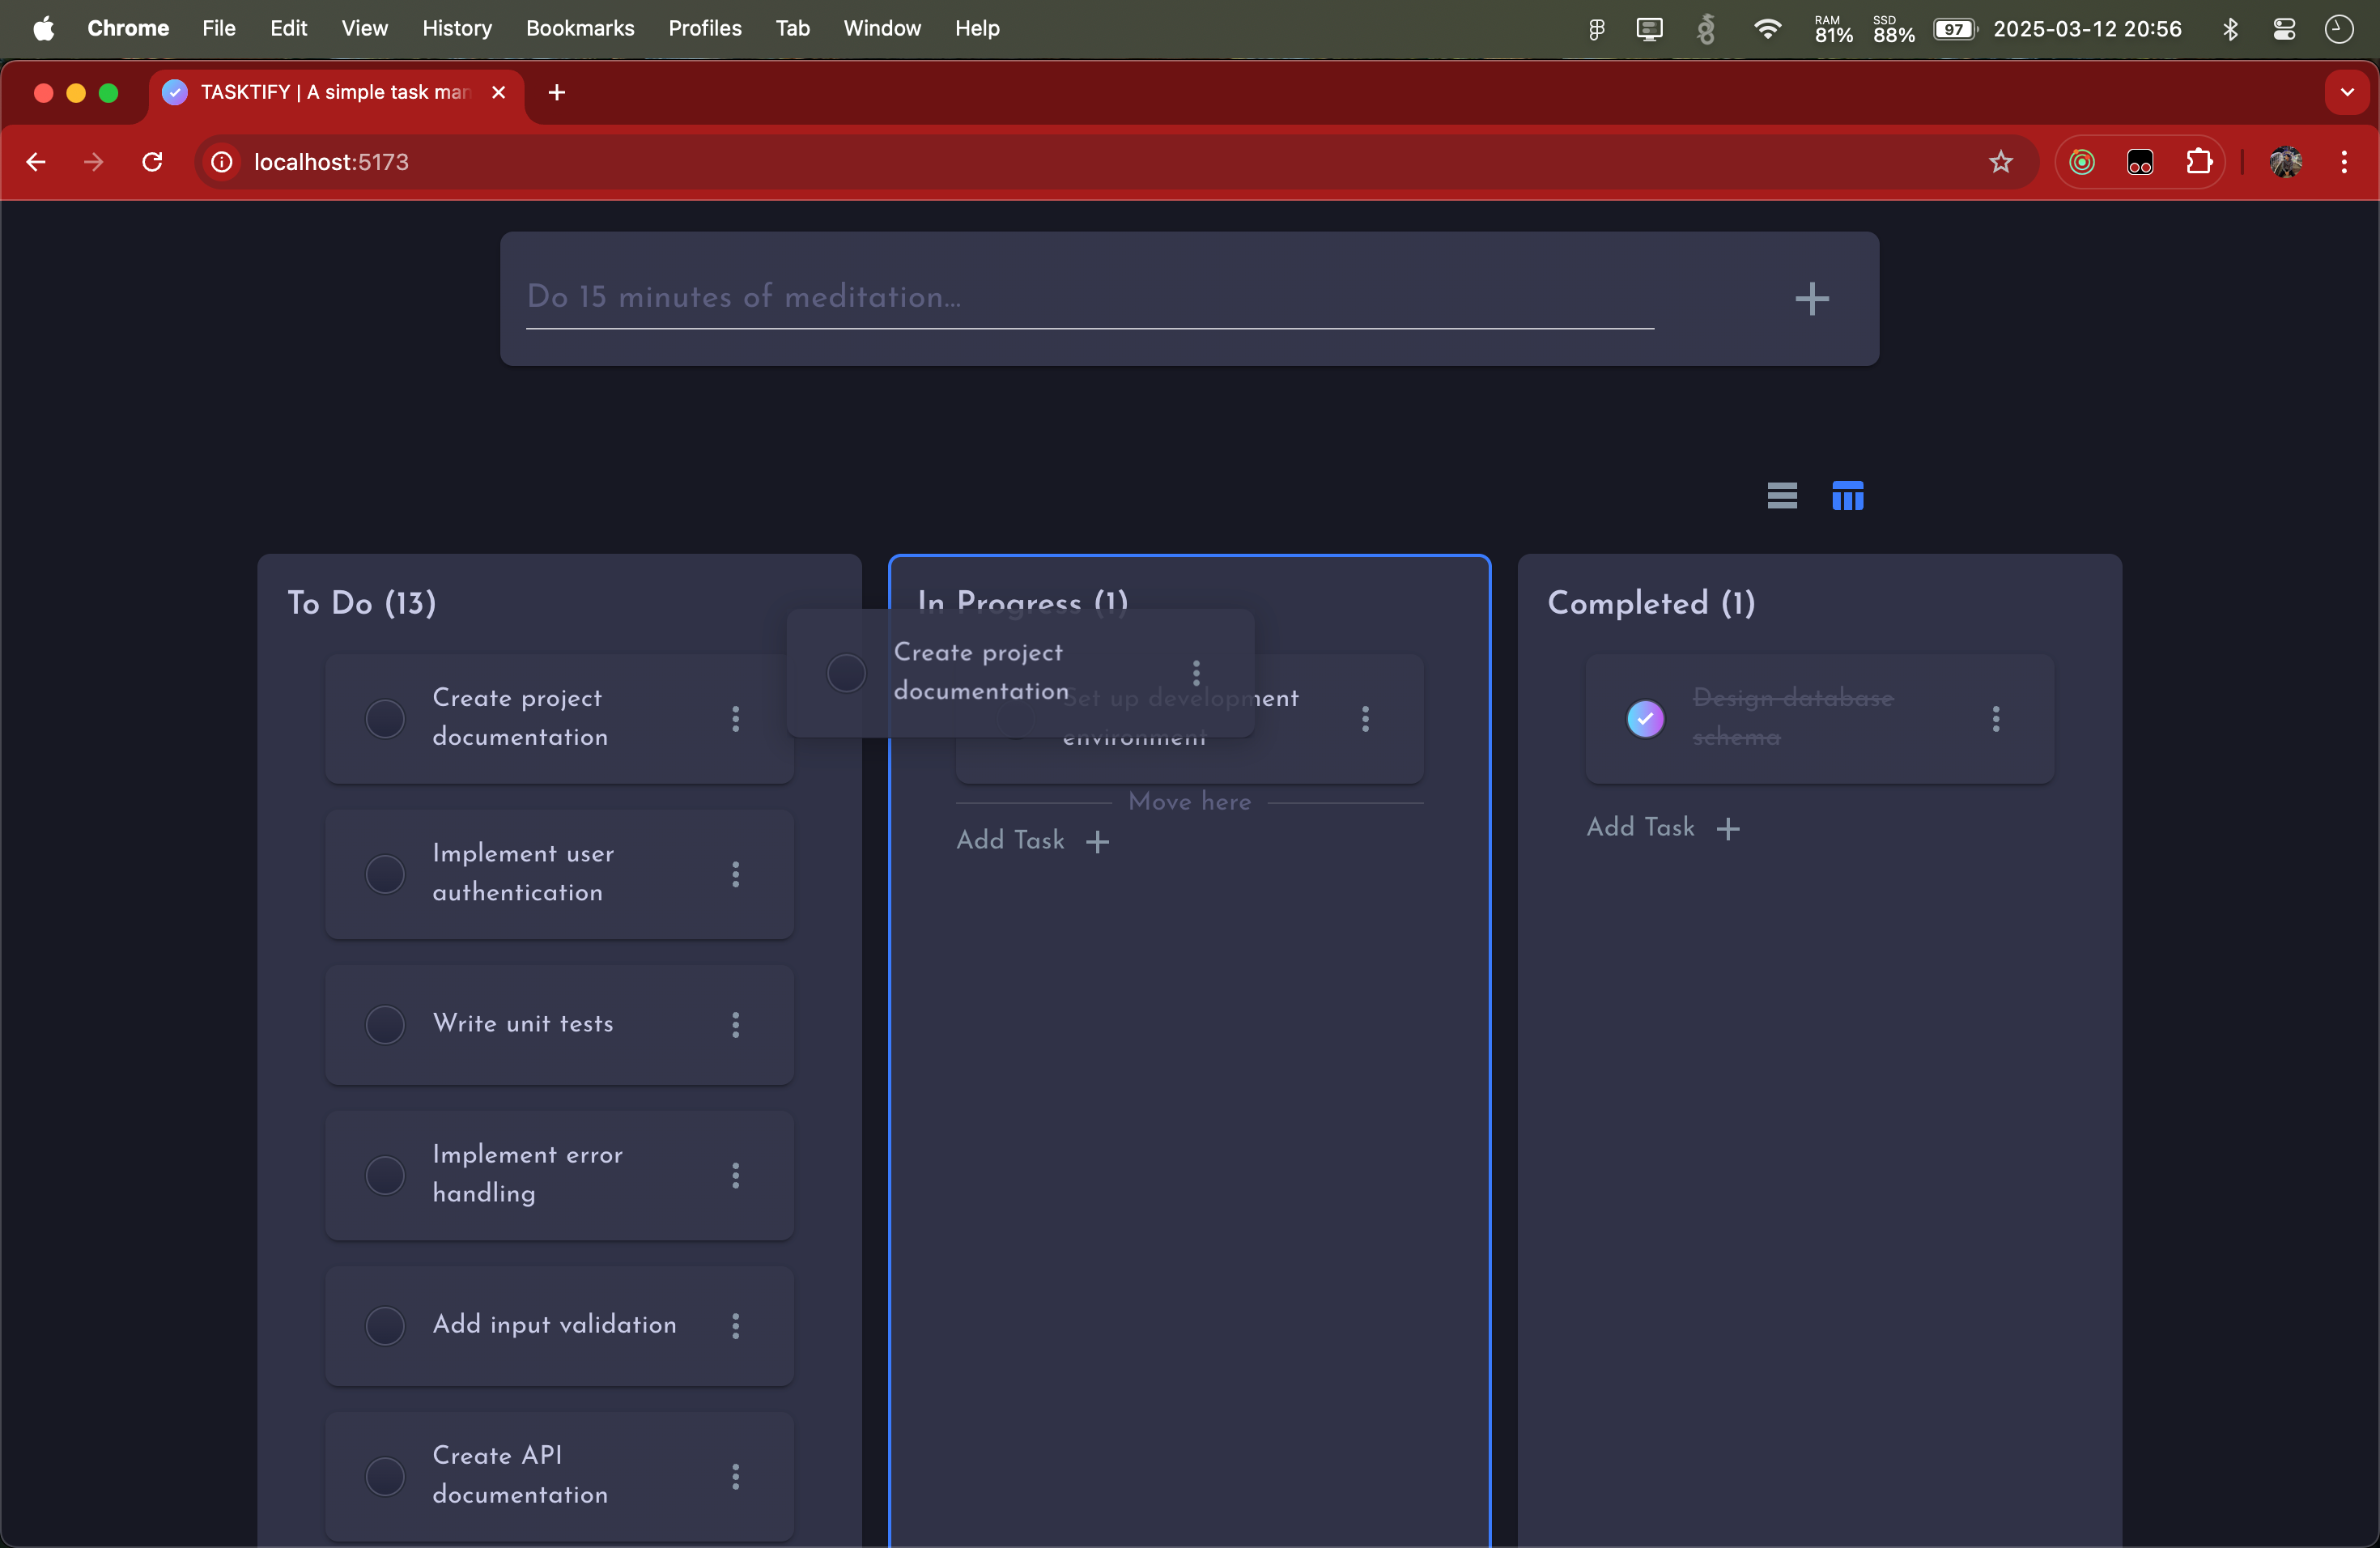 Chrome File Edit View History Bookmarks Profiles Tab Window Help
RAM 81% SSD 88% 97 2025-03-12 20:56
TASKTIFY | A simple task man
localhost:5173
Do 15 minutes of meditation...
To Do (13)
Create project
documentation
Implement user
authentication
Write unit tests
Implement error
handling
Add input validation
Create API
documentation
In Progress (1)
Create project
documentation
Set up development
environment
Move here
Add Task
Completed (1)
Design database
schema
Add Task